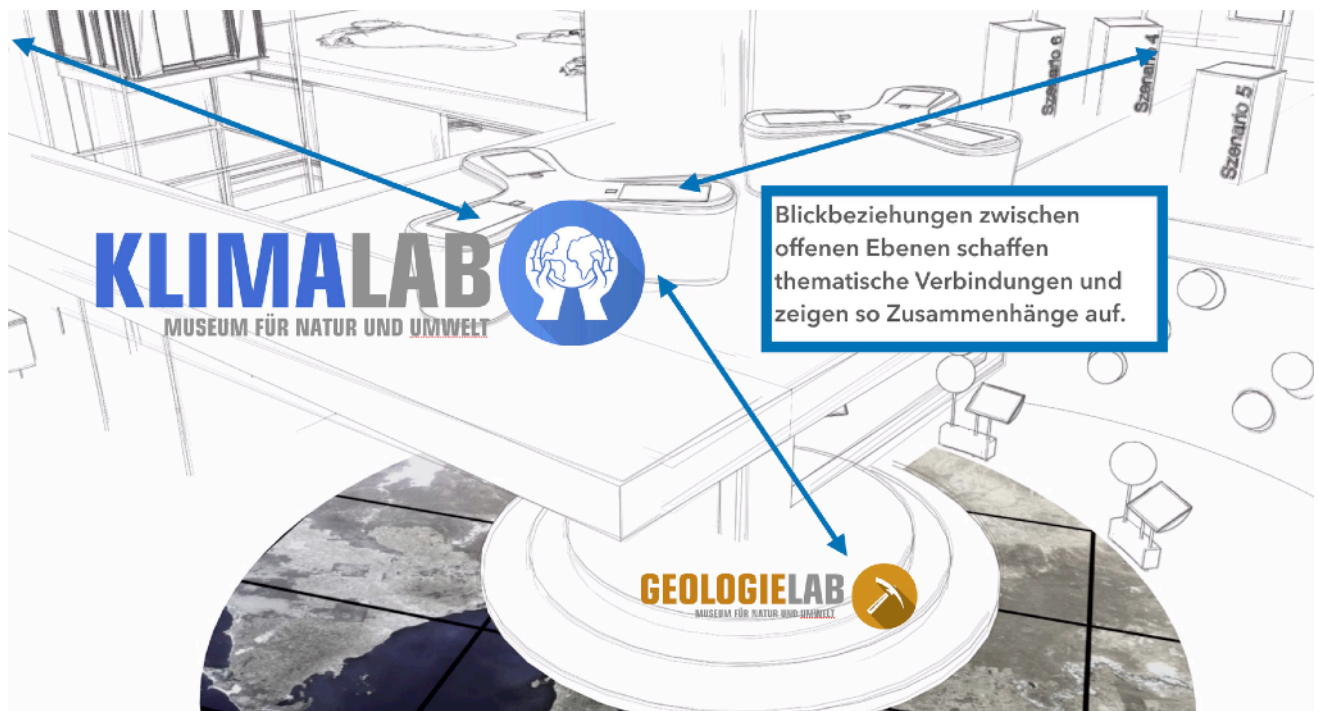 Szenario 6
Szenario 4
Szenario 5
Blickbeziehungen zwischen
offenen Ebenen schaffen
thematische Verbindungen und
zeigen so Zusammenhänge auf.
KLIMALAB
MUSEUM FÜR NATUR UND UMWELT
GEOLOGIELAB
MUSEUM FÜR NATUR UND UMWELT